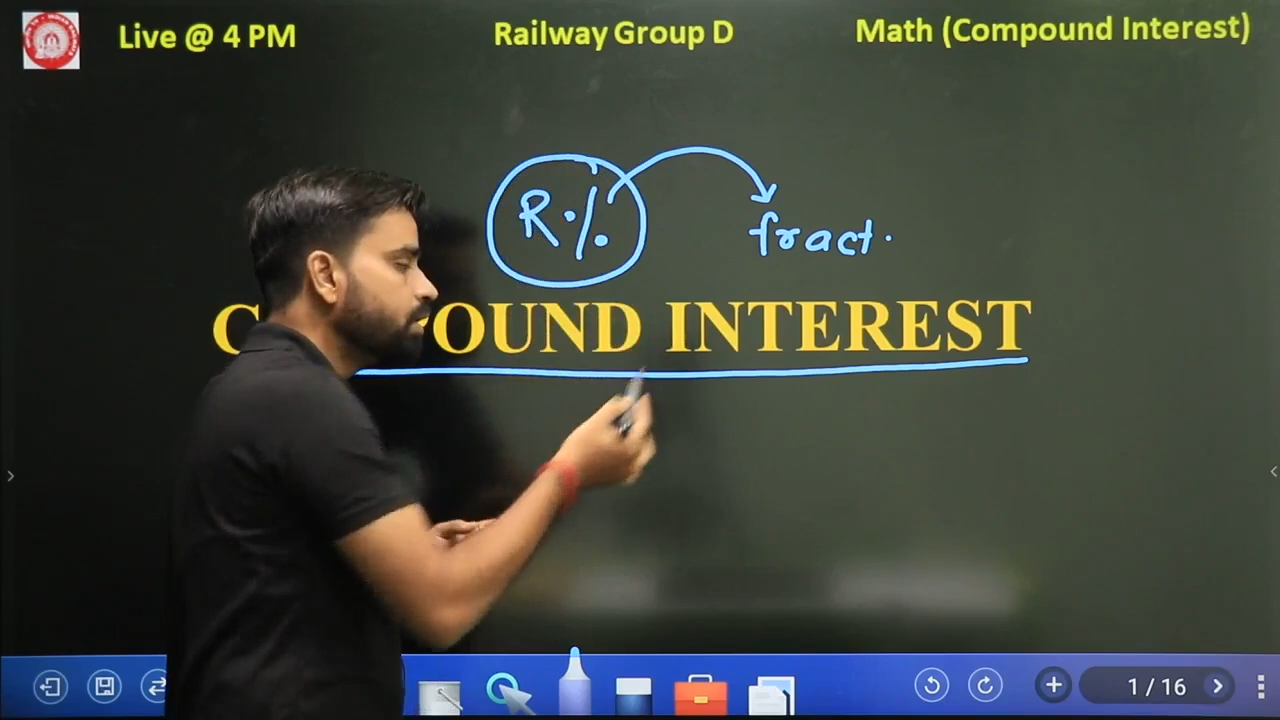 Live @ 4 PM
Railway Group D
Math (Compound Interest)
R%
fract.
OUND INTEREST
1 / 16